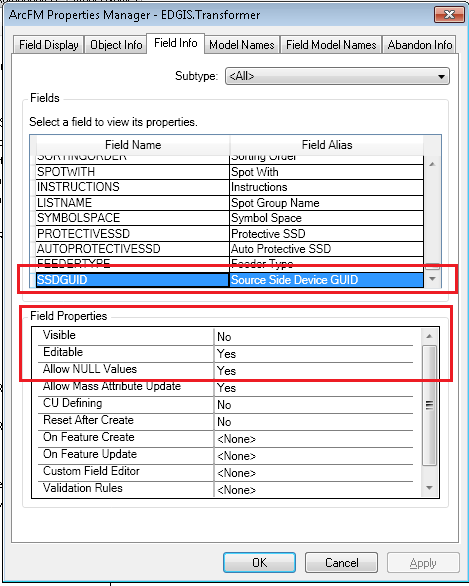 ArcFM Properties Manager - EDGIS.Transformer
Field Display Object Info Field Info Model Names Field Model Names Abandon Info
Subtype: <All>
Fields
Select a field to view its properties.
Field Name Field Alias
SORTINGORDER Sorting Order
SPOTWITH Spot With
INSTRUCTIONS Instructions
LISTNAME Spot Group Name
SYMBOLSPACE Symbol Space
PROTECTIVESSD Protective SSD
AUTOPROTECTIVESSD Auto Protective SSD
FEEDERTYPE Feeder Type
SSDGUID Source Side Device GUID
Field Properties
Visible No
Editable Yes
Allow NULL Values Yes
Allow Mass Attribute Update Yes
CU Defining No
Reset After Create No
On Feature Create <None>
On Feature Update <None>
Custom Field Editor <None>
Validation Rules <None>
OK Cancel Apply